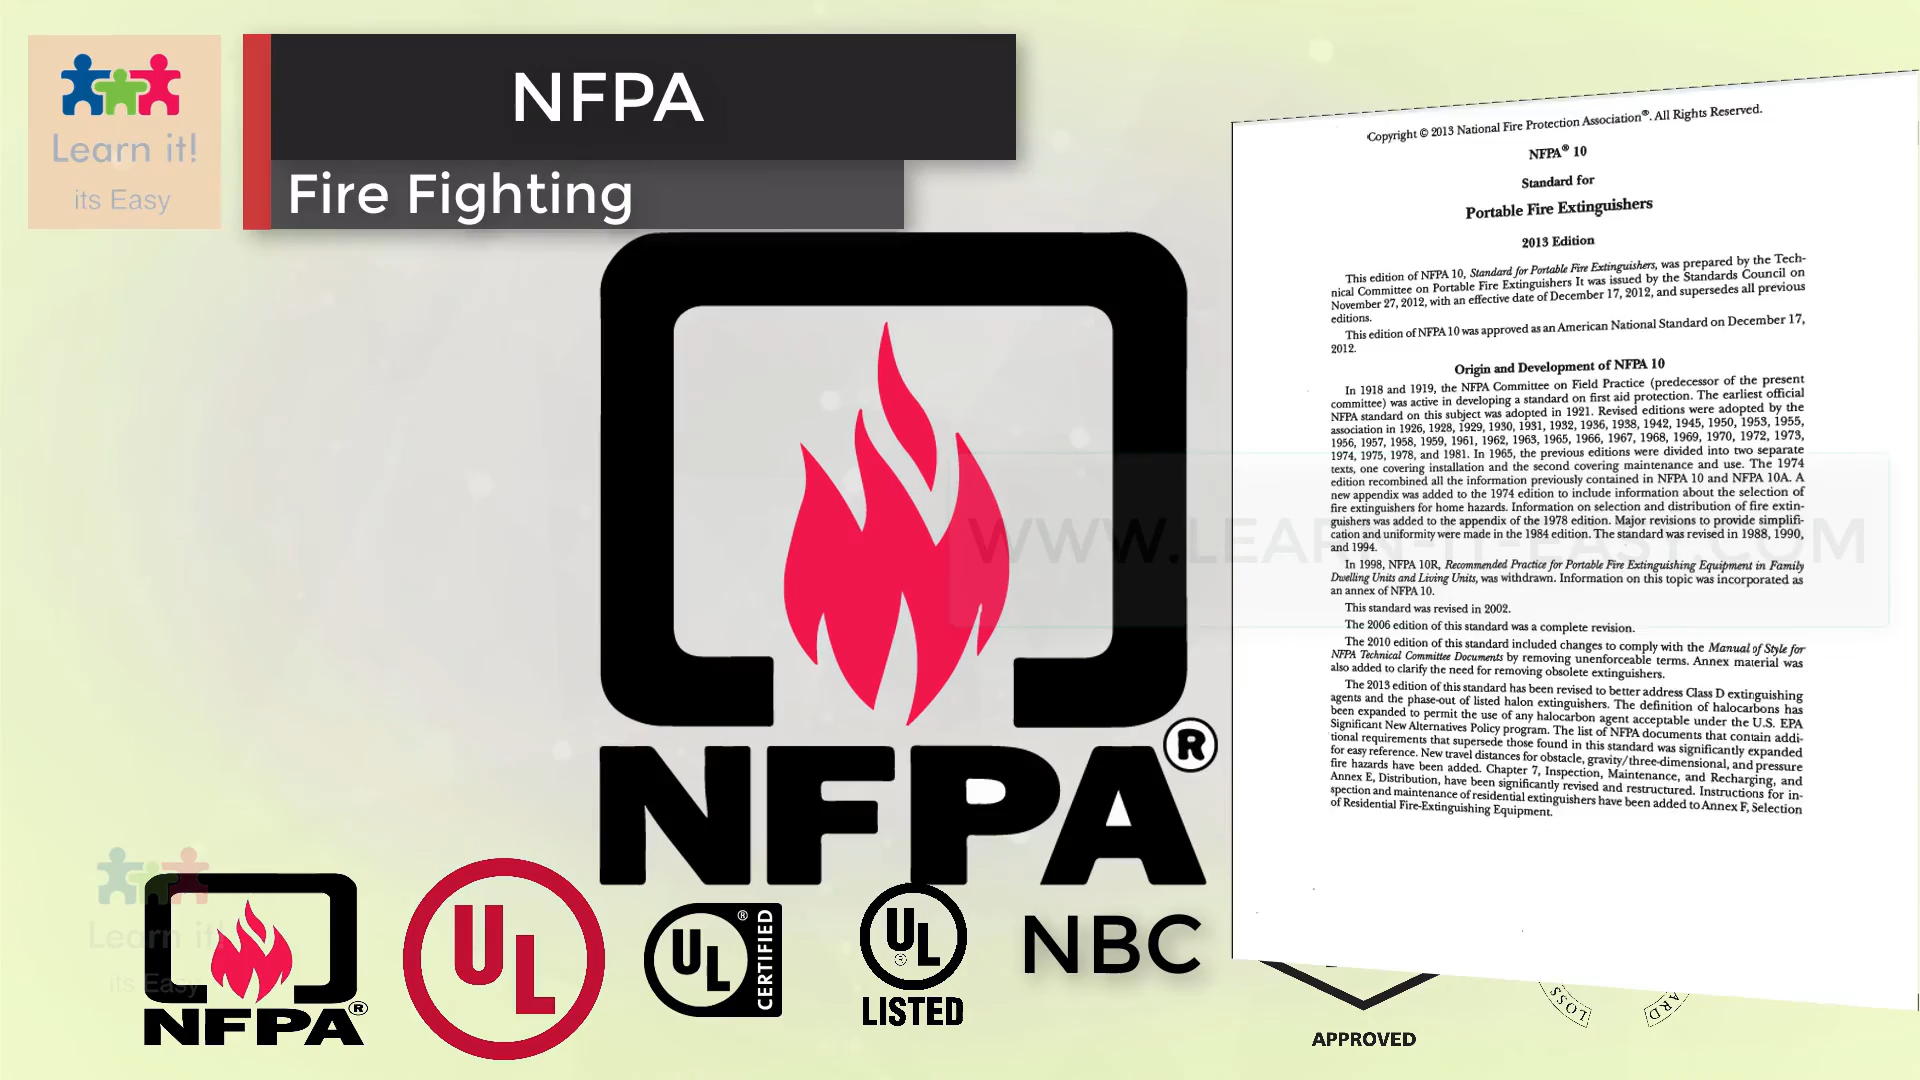 Learn it!
its Easy
NFPA
Fire Fighting
Copyright © 2013 National Fire Protection Association®. All Rights Reserved.
NFPA® 10
Standard for
Portable Fire Extinguishers
2013 Edition
This edition of NFPA 10, Standard for Portable Fire Extinguishers, was prepared by the Tech-
nical Committee on Portable Fire Extinguishers It was issued by the Standards Council on
November 27, 2012, with an effective date of December 17, 2012, and supersedes all previous
editions.
This edition of NFPA 10 was approved as an American National Standard on December 17,
2012.
Origin and Development of NFPA 10
In 1918 and 1919, the NFPA Committee on Field Practice (predecessor of the present
committee) was active in developing a standard on first aid protection. The earliest official
NFPA standard on this subject was adopted in 1921. Revised editions were adopted by the
association in 1926, 1928, 1929, 1930, 1931, 1932, 1936, 1938, 1942, 1945, 1950, 1953, 1955,
1956, 1957, 1958, 1959, 1961, 1962, 1963, 1965, 1966, 1967, 1968, 1969, 1970, 1972, 1973,
1974, 1975, 1978, and 1981. In 1965, the previous editions were divided into two separate
texts, one covering installation and the second covering maintenance and use. The 1974
edition recombined all the information previously contained in NFPA 10 and NFPA 10A. A
new appendix was added to the 1974 edition to include information about the selection of
fire extinguishers for home hazards. Information on selection and distribution of fire extin-
guishers was added to the appendix of the 1978 edition. Major revisions to provide simplifi-
cation and uniformity were made in the 1984 edition. The standard was revised in 1988, 1990,
and 1994.
In 1998, NFPA 10R, Recommended Practice for Portable Fire Extinguishing Equipment in Family
Dwelling Units and Living Units, was withdrawn. Information on this topic was incorporated as
an annex of NFPA 10.
This standard was revised in 2002.
The 2006 edition of this standard was a complete revision.
The 2010 edition of this standard included changes to comply with the Manual of Style for
NFPA Technical Committee Documents by removing unenforceable terms. Annex material was
also added to clarify the need for removing obsolete extinguishers.
The 2013 edition of this standard has been revised to better address Class D extinguishing
agents and the phase-out of listed halon extinguishers. The definition of halocarbons has
been expanded to permit the use of any halocarbon agent acceptable under the U.S. EPA
Significant New Alternatives Policy program. The list of NFPA documents that contain addi-
tional requirements that supersede those found in this standard was significantly expanded
for easy reference. New travel distances for obstacle, gravity/three-dimensional, and pressure
fire hazards have been added. Chapter 7, Inspection, Maintenance, and Recharging, and
Annex E, Distribution, have been significantly revised and restructured. Instructions for in-
spection and maintenance of residential extinguishers have been added to Annex F, Selection
of Residential Fire-Extinguishing Equipment.
WWW.LEARN-IT-EASY.COM
NFPA®
Learn it!
its Easy
NFPA®
UL
UL ® CERTIFIED
UL ®
LISTED
NBC
APPROVED
LOSS